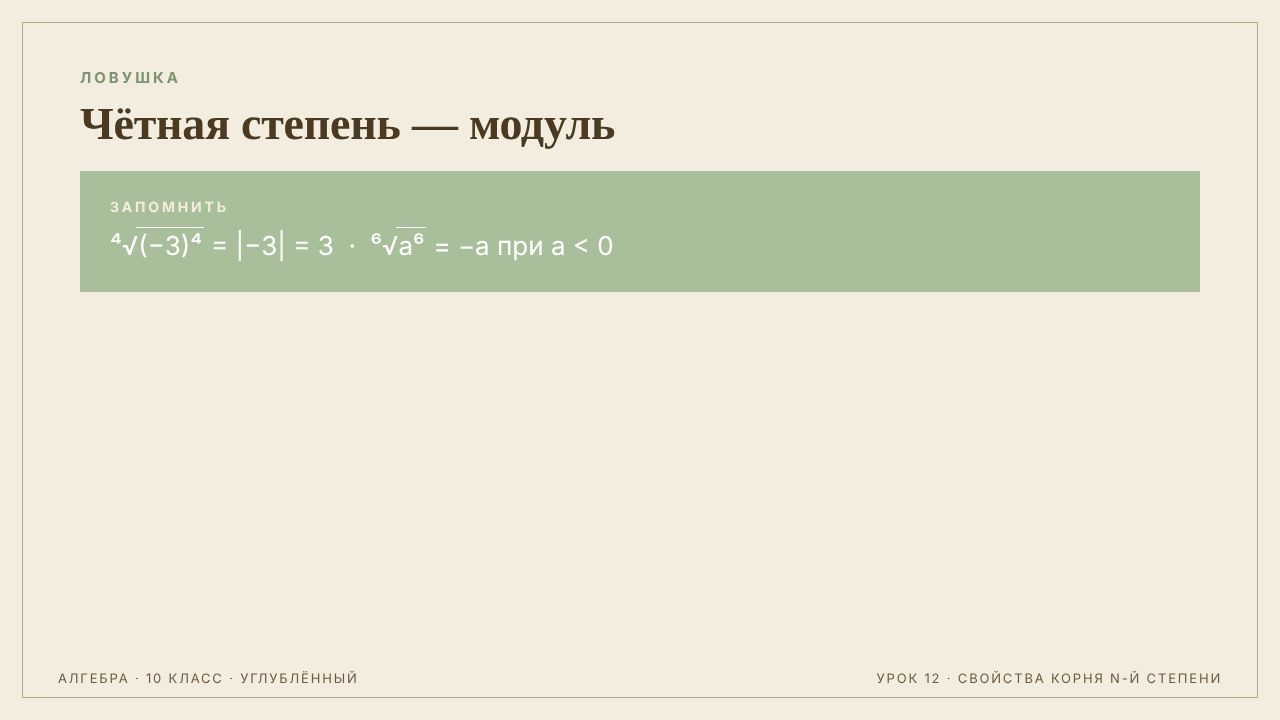 ЛОВУШКА
Чётная степень — модуль
ЗАПОМНИТЬ
⁴√(−3)⁴ = |−3| = 3 · ⁶√a⁶ = −a при a < 0
АЛГЕБРА · 10 КЛАСС · УГЛУБЛЁННЫЙ
УРОК 12 · СВОЙСТВА КОРНЯ N-Й СТЕПЕНИ